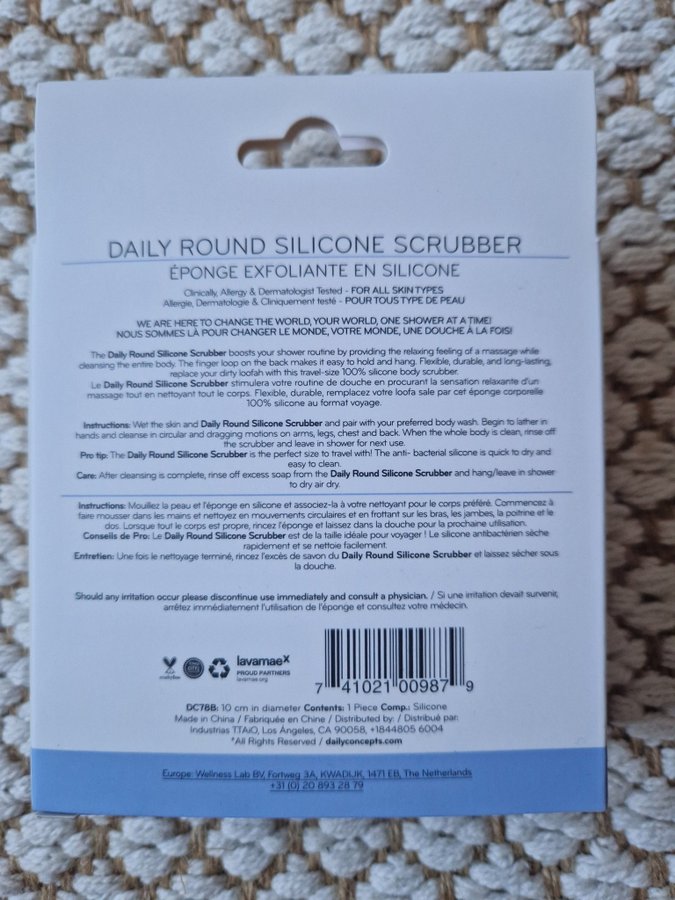 DAILY ROUND SILICONE SCRUBBER
ÉPONGE EXFOLIANTE EN SILICONE
Clinically, Allergy & Dermatologist Tested - FOR ALL SKIN TYPES
Allergie, Dermatologie & Cliniquement testé - POUR TOUS TYPE DE PEAU
WE ARE HERE TO CHANGE THE WORLD, YOUR WORLD, ONE SHOWER AT A TIME!
NOUS SOMMES LÀ POUR CHANGER LE MONDE, VOTRE MONDE, UNE DOUCHE À LA FOIS!
The Daily Round Silicone Scrubber boosts your shower routine by providing the relaxing feeling of a massage while
cleansing the entire body. The finger loop on the back makes it easy to hold and hang. Flexible, durable, and long-lasting,
replace your dirty loofah with this travel-size 100% silicone body scrubber.
Le Daily Round Silicone Scrubber stimulera votre routine de douche en procurant la sensation relaxante d'un
massage tout en nettoyant tout le corps. Flexible, durable, remplacez votre loofa sale par cet éponge corporelle
100% silicone au format voyage.
Instructions: Wet the skin and Daily Round Silicone Scrubber and pair with your preferred body wash. Begin to lather in
hands and cleanse in circular and dragging motions on arms, legs, chest and back. When the whole body is clean, rinse off
the scrubber and leave in shower for next use.
Pro tip: The Daily Round Silicone Scrubber is the perfect size to travel with! The anti- bacterial silicone is quick to dry and
easy to clean.
Care: After cleansing is complete, rinse off excess soap from the Daily Round Silicone Scrubber and hang/leave in shower
to dry air dry.
Instructions: Mouillez la peau et l'éponge en silicone et associez-la à votre nettoyant pour le corps préféré. Commencez à
faire mousser dans les mains et nettoyez en mouvements circulaires et en frottant sur les bras, les jambes, la poitrine et le
dos. Lorsque tout le corps est propre, rincez l'éponge et laissez dans la douche pour la prochaine utilisation.
Conseils de Pro: Le Daily Round Silicone Scrubber est de la taille idéale pour voyager ! Le silicone antibactérien sèche
rapidement et se nettoie facilement.
Entretien: Une fois le nettoyage terminé, rincez l'excès de savon du Daily Round Silicone Scrubber et laissez sécher sous
la douche.
Should any irritation occur please discontinue use immediately and consult a physician. / Si une irritation devait survenir,
arrêtez immédiatement l'utilisation de l'éponge et consultez votre médecin.
lavamaeX
PROUD PARTNERS
lavamae.org
7 41021 00987 9
DC78B: 10 cm in diameter Contents: 1 Piece Comp.: Silicone
Made in China / Fabriquée en Chine / Distributed by: / Distribué par:
Industrias TTAiO, Los Ángeles, CA 90058, +1844805 6004
*All Rights Reserved / dailyconcepts.com
Europe: Wellness Lab BV, Fortweg 3A, KWADIJK, 1471 EB, The Netherlands
+31 (0) 20 893 28 79